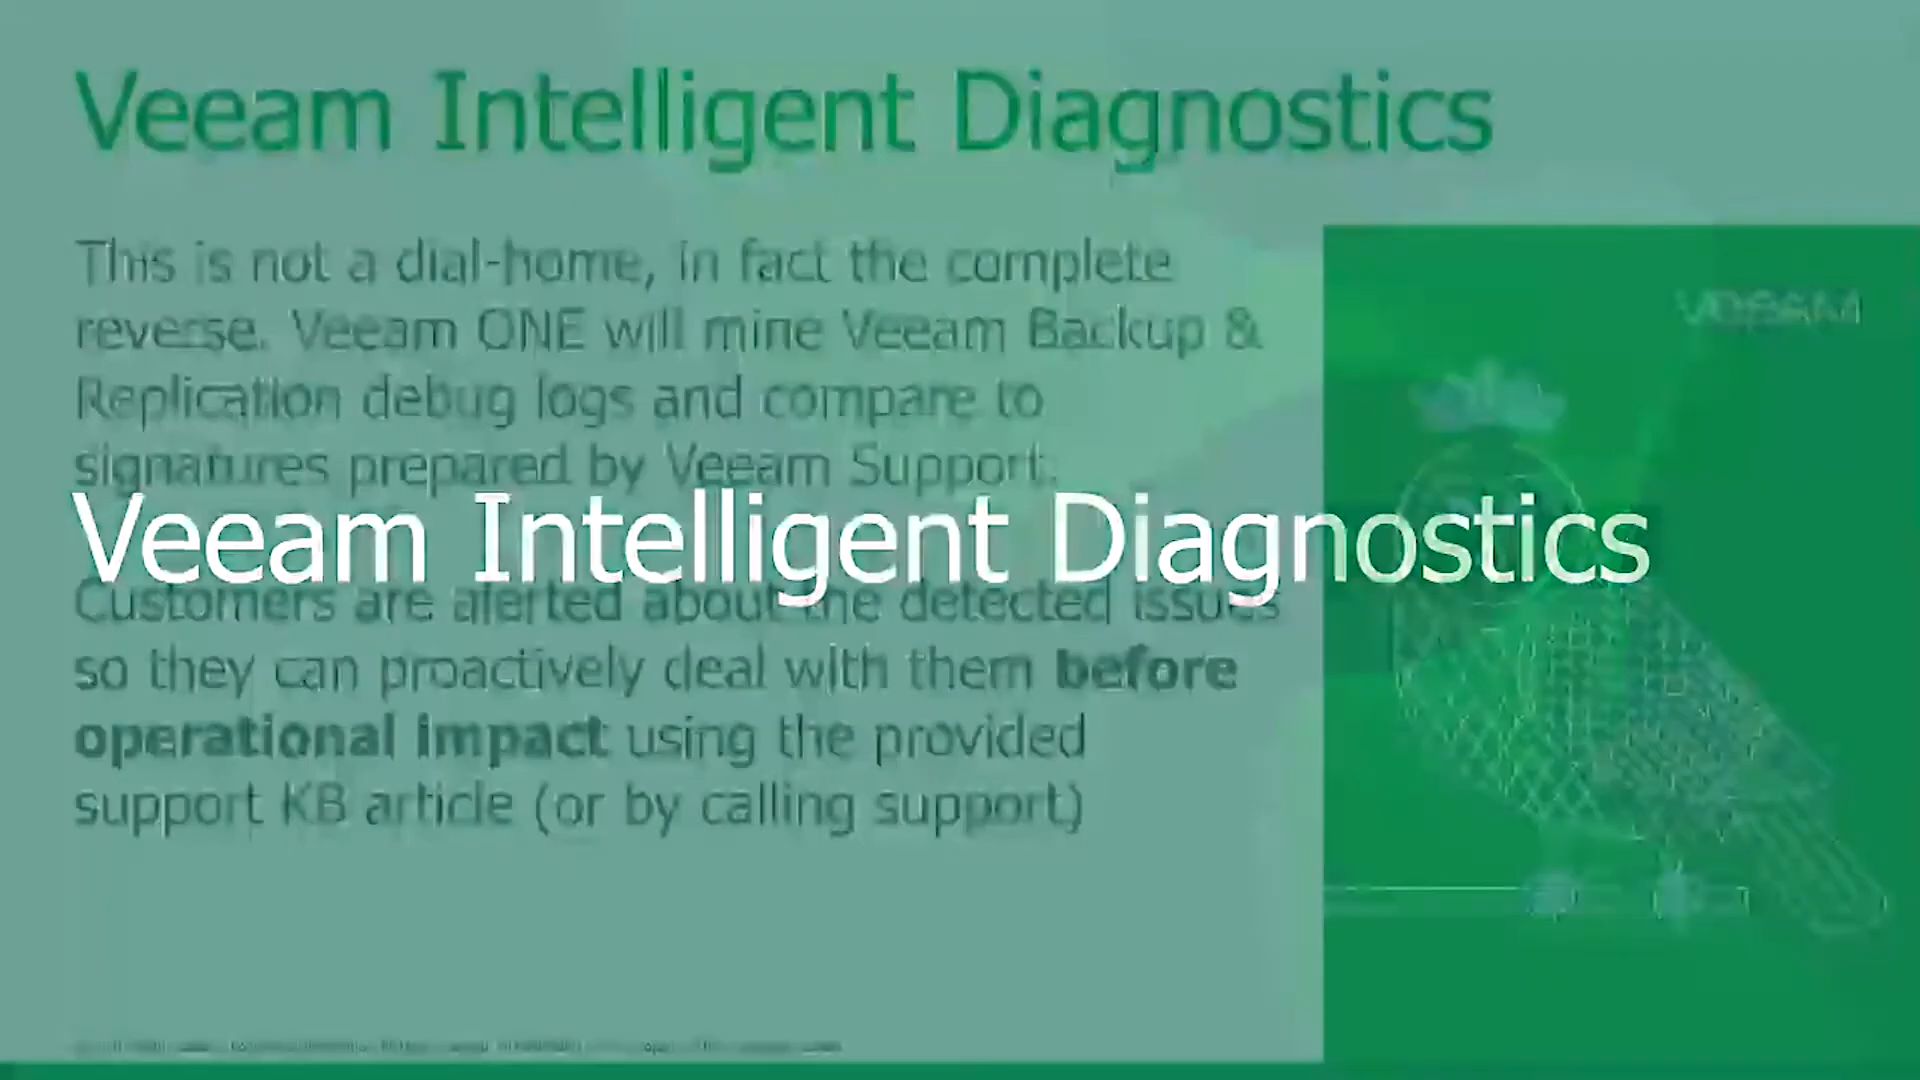 Veeam Intelligent Diagnostics
This is not a dial-home, in fact the complete
reverse. Veeam ONE will mine Veeam Backup &
Replication debug logs and compare to
signatures prepared by Veeam Support.
Veeam Intelligent Diagnostics
Customers are alerted about the detected issues
so they can proactively deal with them before
operational impact using the provided
support KB article (or by calling support)